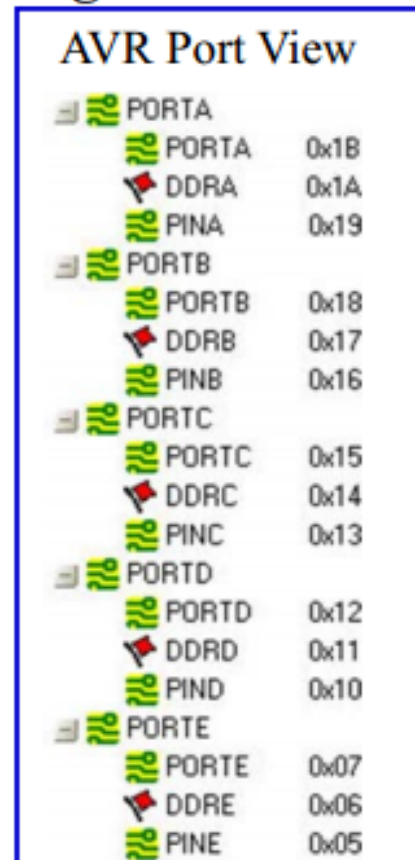 AVR Port View
PORTA
PORTA 0x1B
DDRA 0x1A
PINA 0x19
PORTB
PORTB 0x18
DDRB 0x17
PINB 0x16
PORTC
PORTC 0x15
DDRC 0x14
PINC 0x13
PORTD
PORTD 0x12
DDRD 0x11
PIND 0x10
PORTE
PORTE 0x07
DDRE 0x06
PINE 0x05